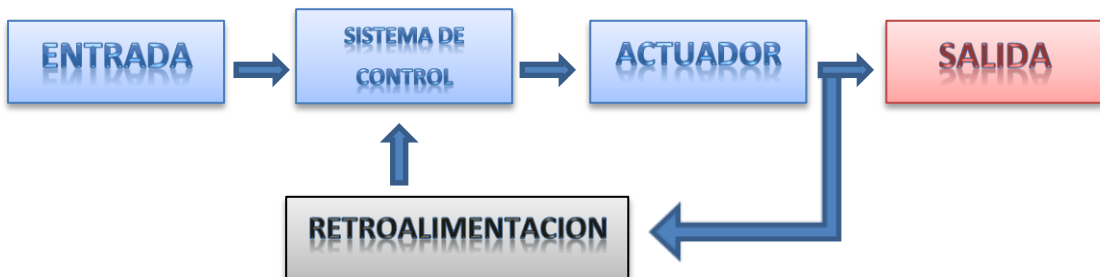 ENTRADA
SISTEMA DE
CONTROL
ACTUADOR
SALIDA
RETROALIMENTACION